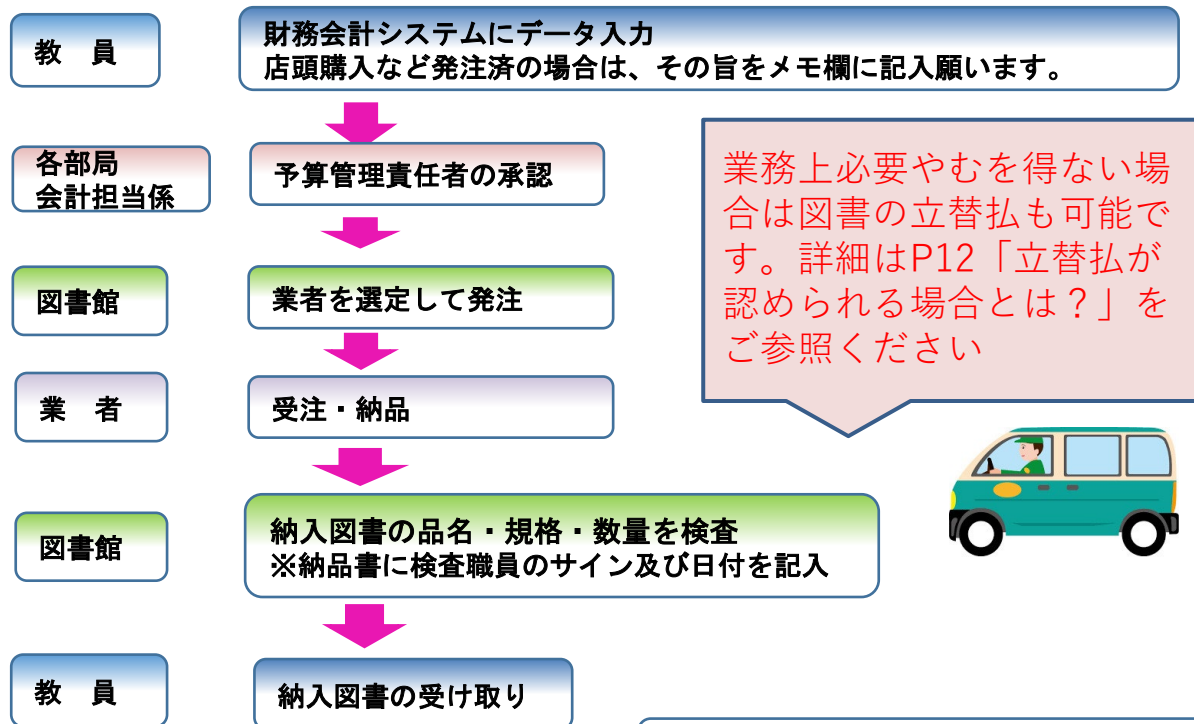 教　員
財務会計システムにデータ入力
店頭購入など発注済の場合は、その旨をメモ欄に記入願います。
各部局
会計担当係
予算管理責任者の承認
業務上必要やむを得ない場
合は図書の立替払も可能で
す。詳細はP12「立替払が
認められる場合とは？」を
ご参照ください
図書館
業者を選定して発注
業　者
受注・納品
図書館
納入図書の品名・規格・数量を検査
※納品書に検査職員のサイン及び日付を記入
教　員
納入図書の受け取り